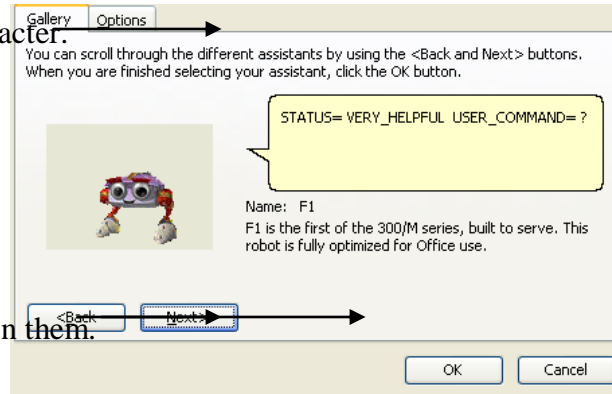 Gallery Options
acter.
You can scroll through the different assistants by using the <Back and Next> buttons.
When you are finished selecting your assistant, click the OK button.
STATUS= VERY_HELPFUL USER_COMMAND= ?
Name: F1
F1 is the first of the 300/M series, built to serve. This
robot is fully optimized for Office use.
<Back Next>
n them.
OK Cancel